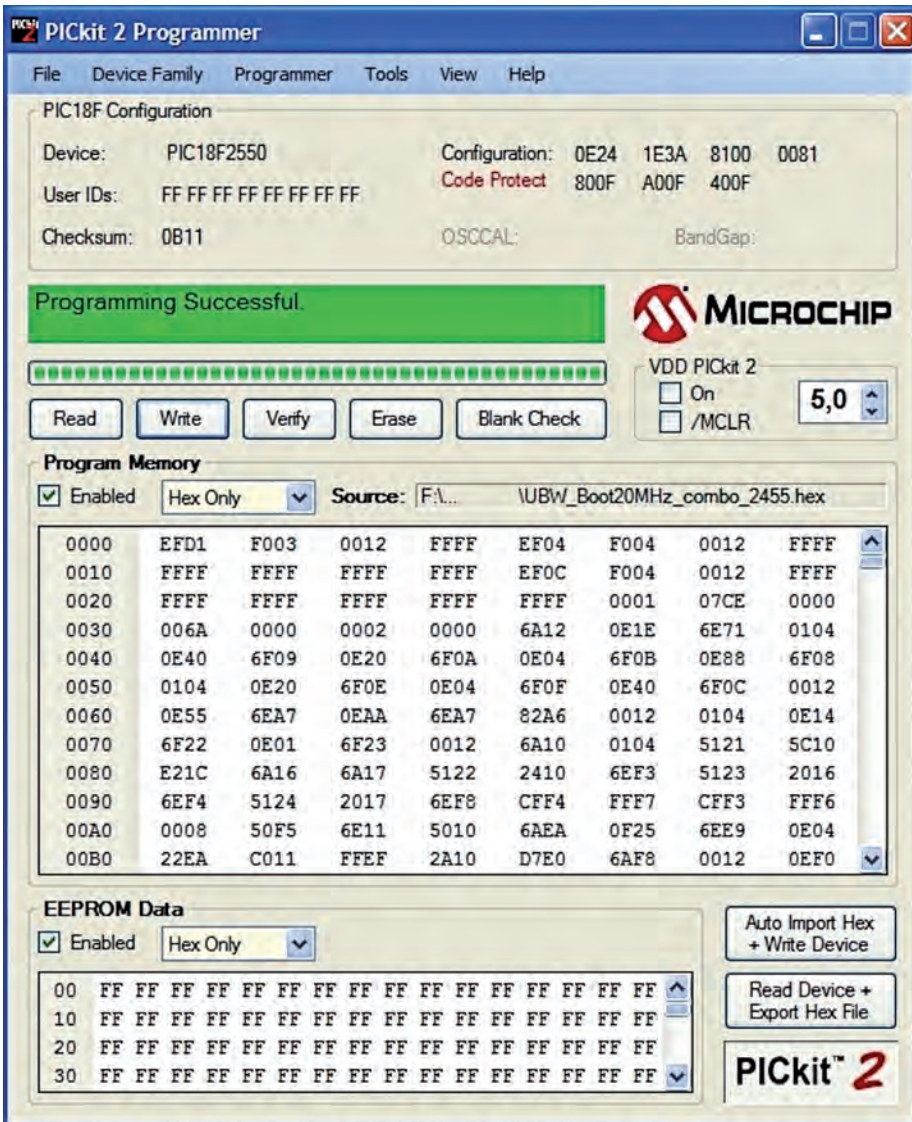 PICkit 2 Programmer
File Device Family Programmer Tools View Help
PIC18F Configuration
Device: PIC18F2550 Configuration: 0E24 1E3A 8100 0081
Code Protect 800F A00F 400F
User IDs: FF FF FF FF FF FF FF FF
Checksum: 0B11 OSCCAL: BandGap:
Programming Successful.
MICROCHIP
VDD PICkit 2
On
/MCLR
5,0
Read Write Verify Erase Blank Check
Program Memory
Enabled Hex Only Source: F:\... \UBW_Boot20MHz_combo_2455.hex
0000 EFD1 F003 0012 FFFF EF04 F004 0012 FFFF
0010 FFFF FFFF FFFF FFFF EF0C F004 0012 FFFF
0020 FFFF FFFF FFFF FFFF FFFF 0001 07CE 0000
0030 006A 0000 0002 0000 6A12 0E1E 6E71 0104
0040 0E40 6F09 0E20 6F0A 0E04 6F0B 0E88 6F08
0050 0104 0E20 6F0E 0E04 6F0F 0E40 6F0C 0012
0060 0E55 6EA7 0EAA 6EA7 82A6 0012 0104 0E14
0070 6F22 0E01 6F23 0012 6A10 0104 5121 5C10
0080 E21C 6A16 6A17 5122 2410 6EF3 5123 2016
0090 6EF4 5124 2017 6EF8 CFF4 FFF7 CFF3 FFF6
00A0 0008 50F5 6E11 5010 6AEA 0F25 6EE9 0E04
00B0 22EA C011 FFEF 2A10 D7E0 6AF8 0012 0EF0
EEPROM Data
Enabled Hex Only
00 FF FF FF FF FF FF FF FF FF FF FF FF FF FF FF FF
10 FF FF FF FF FF FF FF FF FF FF FF FF FF FF FF FF
20 FF FF FF FF FF FF FF FF FF FF FF FF FF FF FF FF
30 FF FF FF FF FF FF FF FF FF FF FF FF FF FF FF FF
Auto Import Hex
+ Write Device
Read Device +
Export Hex File
PICkit™ 2